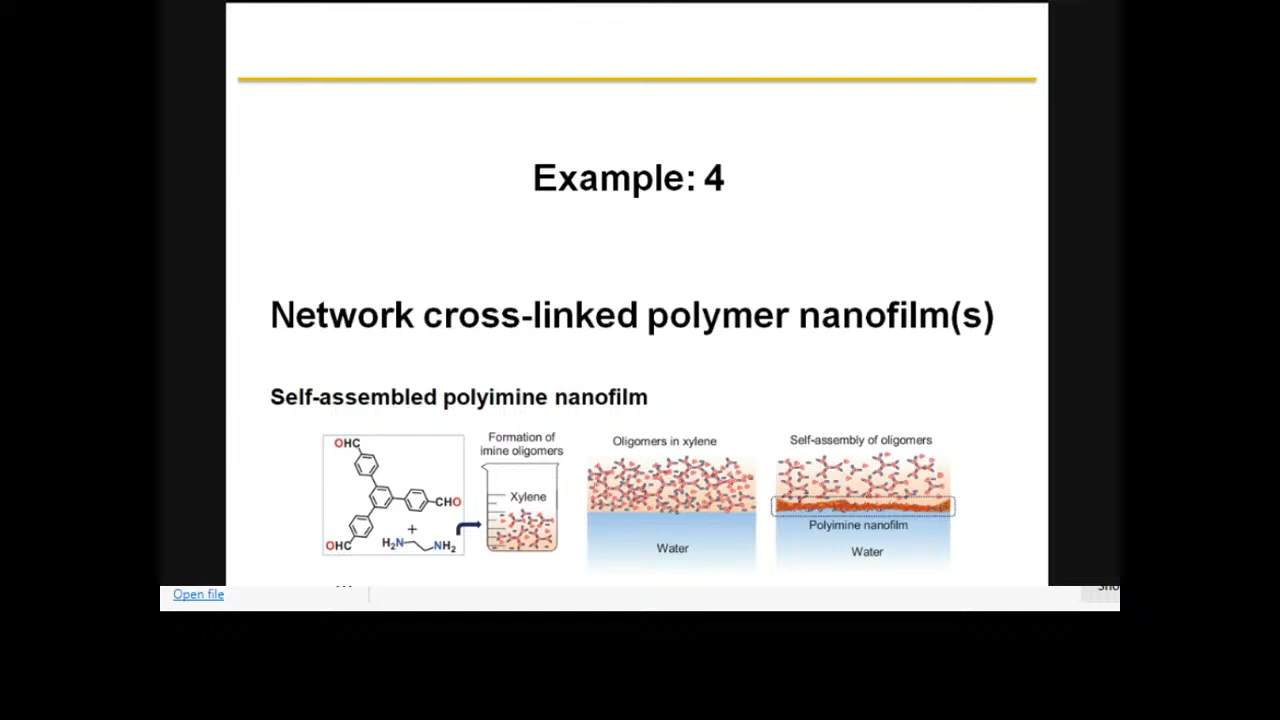 Example: 4
Network cross-linked polymer nanofilm(s)
Self-assembled polyimine nanofilm
OHC
CHO
OHC
+
H₂N
NH₂
Formation of
imine oligomers
Xylene
Oligomers in xylene
Water
Self-assembly of oligomers
Polyimine nanofilm
Water
Open file